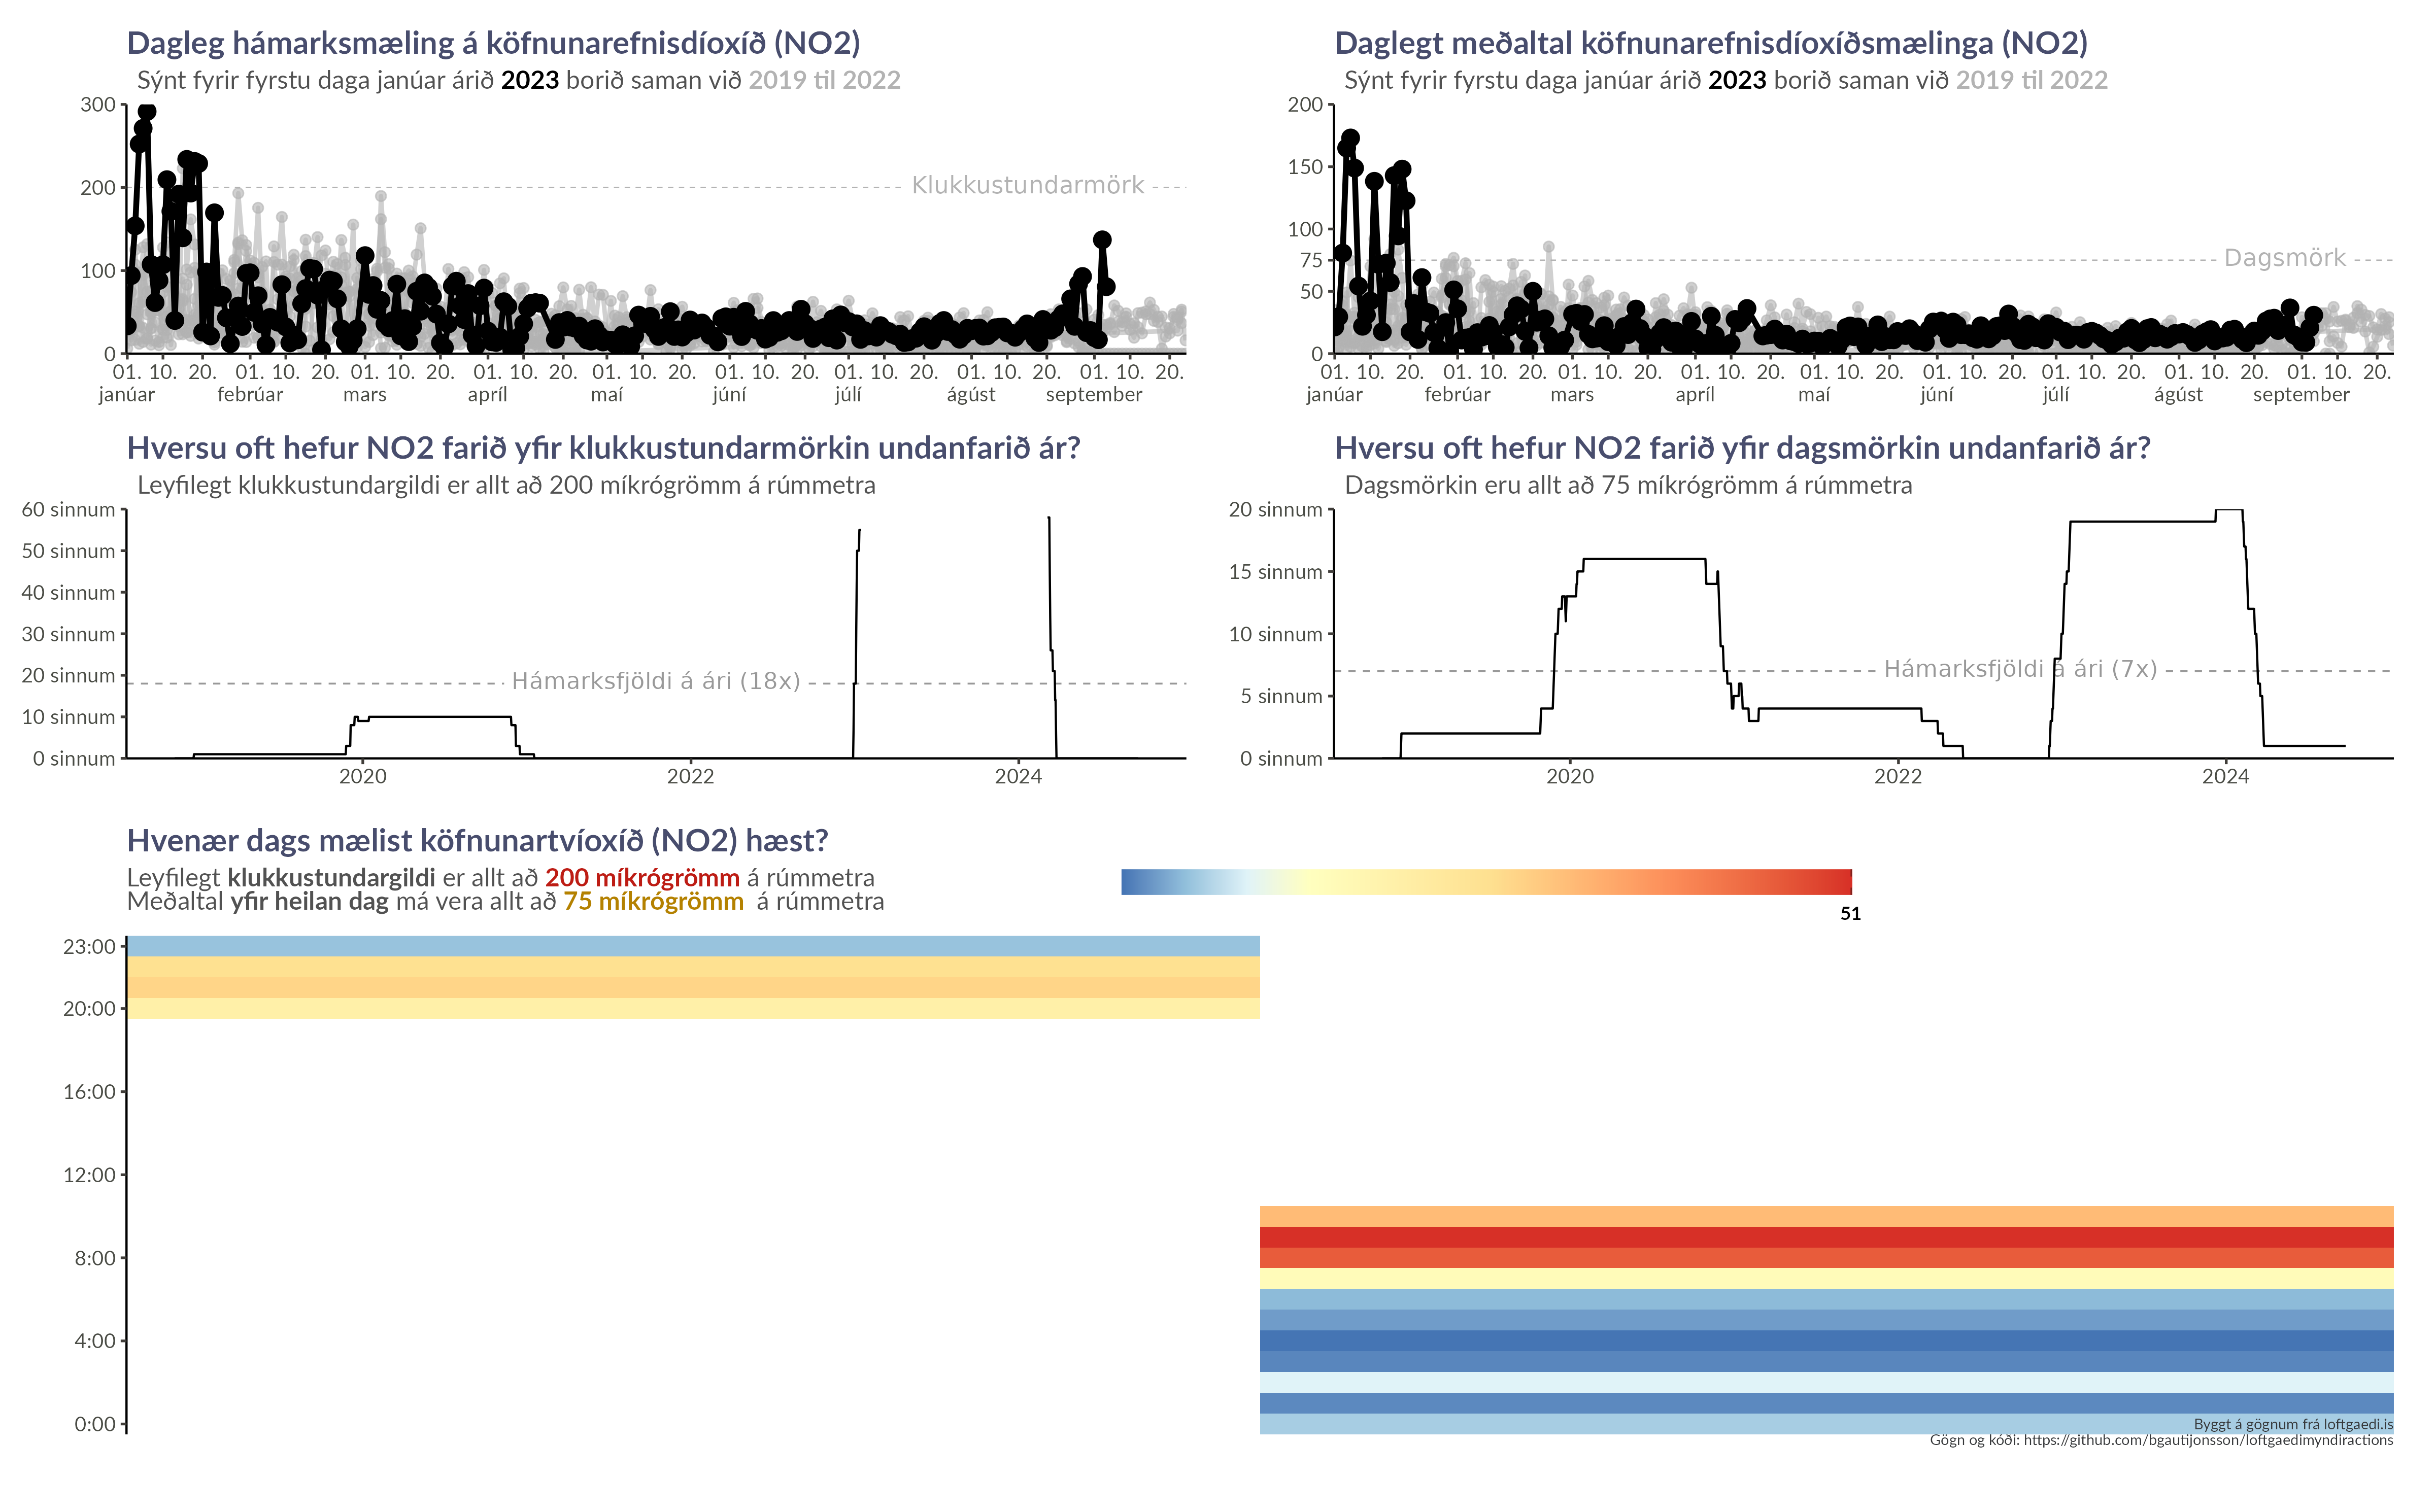 Dagleg hámarksmæling á köfnunarefnisdíoxíð (NO2)
Sýnt fyrir fyrstu daga janúar árið 2023 borið saman við 2019 til 2022
300
200
100
0
Klukkustundarmörk
01. 10. 20. 01. 10. 20. 01. 10. 20. 01. 10. 20. 01. 10. 20. 01. 10. 20. 01. 10. 20. 01. 10. 20. 01. 10. 20.
janúar febrúar mars apríl maí júní júlí ágúst september
Daglegt meðaltal köfnunarefnisdíoxíðsmælinga (NO2)
Sýnt fyrir fyrstu daga janúar árið 2023 borið saman við 2019 til 2022
200
150
100
75
50
0
Dagsmörk
01. 10. 20. 01. 10. 20. 01. 10. 20. 01. 10. 20. 01. 10. 20. 01. 10. 20. 01. 10. 20. 01. 10. 20. 01. 10. 20.
janúar febrúar mars apríl maí júní júlí ágúst september
Hversu oft hefur NO2 farið yfir klukkustundarmörkin undanfarið ár?
Leyfilegt klukkustundargildi er allt að 200 míkrógrömm á rúmmetra
60 sinnum
50 sinnum
40 sinnum
30 sinnum
20 sinnum
10 sinnum
0 sinnum
Hámarksfjöldi á ári (18x)
2020 2022 2024
Hversu oft hefur NO2 farið yfir dagsmörkin undanfarið ár?
Dagsmörkin eru allt að 75 míkrógrömm á rúmmetra
20 sinnum
15 sinnum
10 sinnum
5 sinnum
0 sinnum
Hámarksfjöldi á ári (7x)
2020 2022 2024
Hvenær dags mælist köfnunartvíoxíð (NO2) hæst?
Leyfilegt klukkustundargildi er allt að 200 míkrógrömm á rúmmetra
Meðaltal yfir heilan dag má vera allt að 75 míkrógrömm á rúmmetra
51
23:00
20:00
16:00
12:00
8:00
4:00
0:00
Byggt á gögnum frá loftgaedi.is
Gögn og kóði: https://github.com/bgautijonsson/loftgaedimyndiractions